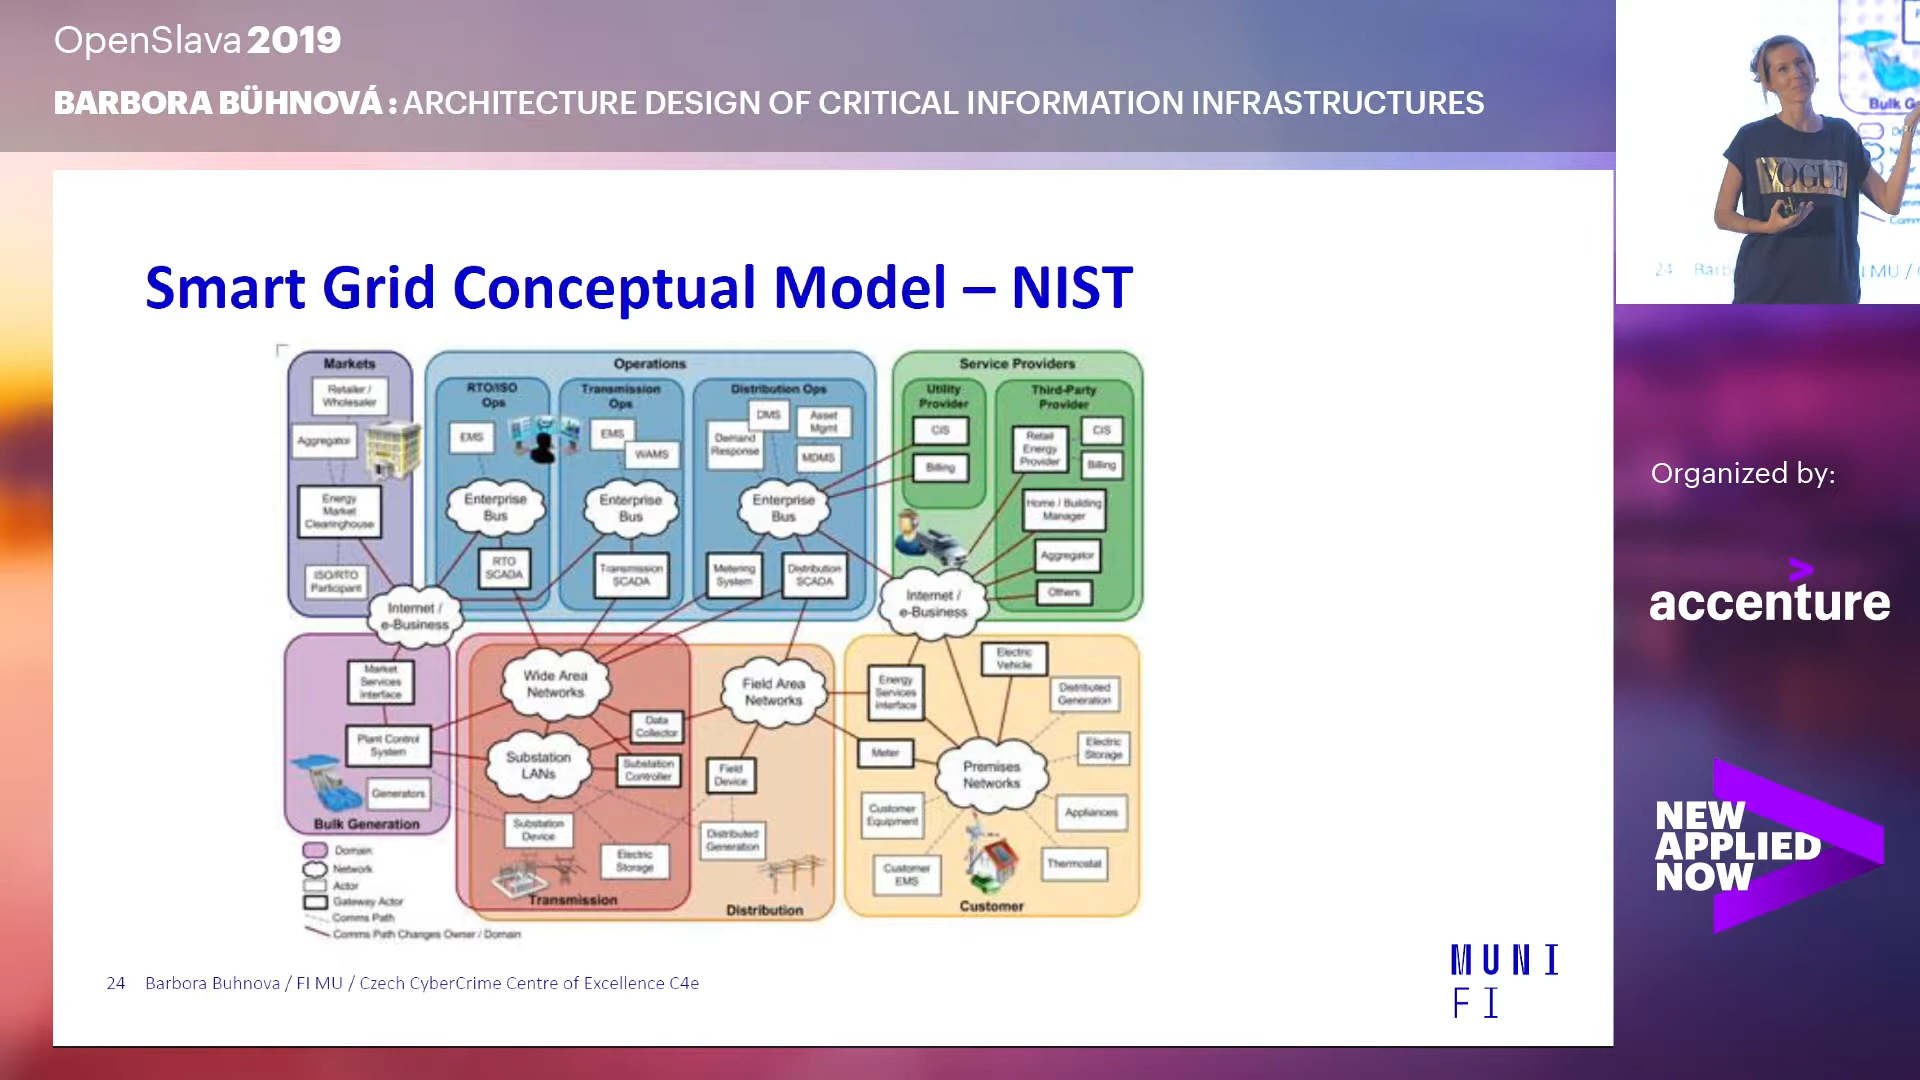 OpenSlava 2019
BARBORA BÜHNOVÁ : ARCHITECTURE DESIGN OF CRITICAL INFORMATION INFRASTRUCTURES
Smart Grid Conceptual Model – NIST
Markets
Retailer /
Wholesaler
Aggregator
Energy
Market
Clearinghouse
ISO/RTO
Participant
Operations
RTO/ISO
Ops
EMS
Enterprise
Bus
RTO
SCADA
Transmission
Ops
EMS
WAMS
Enterprise
Bus
Transmission
SCADA
Distribution Ops
DMS
Asset
Mgmt
Demand
Response
MDMS
Enterprise
Bus
Metering
System
Distribution
SCADA
Service Providers
Utility
Provider
CIS
Billing
Third-Party
Provider
Retail
Energy
Provider
CIS
Billing
Home / Building
Manager
Aggregator
Others
Internet /
e-Business
Internet /
e-Business
Market
Services
Interface
Plant Control
System
Generators
Bulk Generation
Wide Area
Networks
Substation
LANs
Data
Collector
Substation
Controller
Substation
Device
Electric
Storage
Transmission
Field Area
Networks
Field
Device
Distributed
Generation
Distribution
Energy
Services
Interface
Electric
Vehicle
Distributed
Generation
Meter
Premises
Networks
Electric
Storage
Customer
Equipment
Appliances
Customer
EMS
Thermostat
Customer
Domain
Network
Actor
Gateway Actor
Comms Path
Comms Path Changes Owner / Domain
24 Barbora Buhnova / FI MU / Czech CyberCrime Centre of Excellence C4e
MUNI
FI
VOGUE
Bulk G
24 Barb
MU /
Organized by:
accenture
NEW
APPLIED
NOW